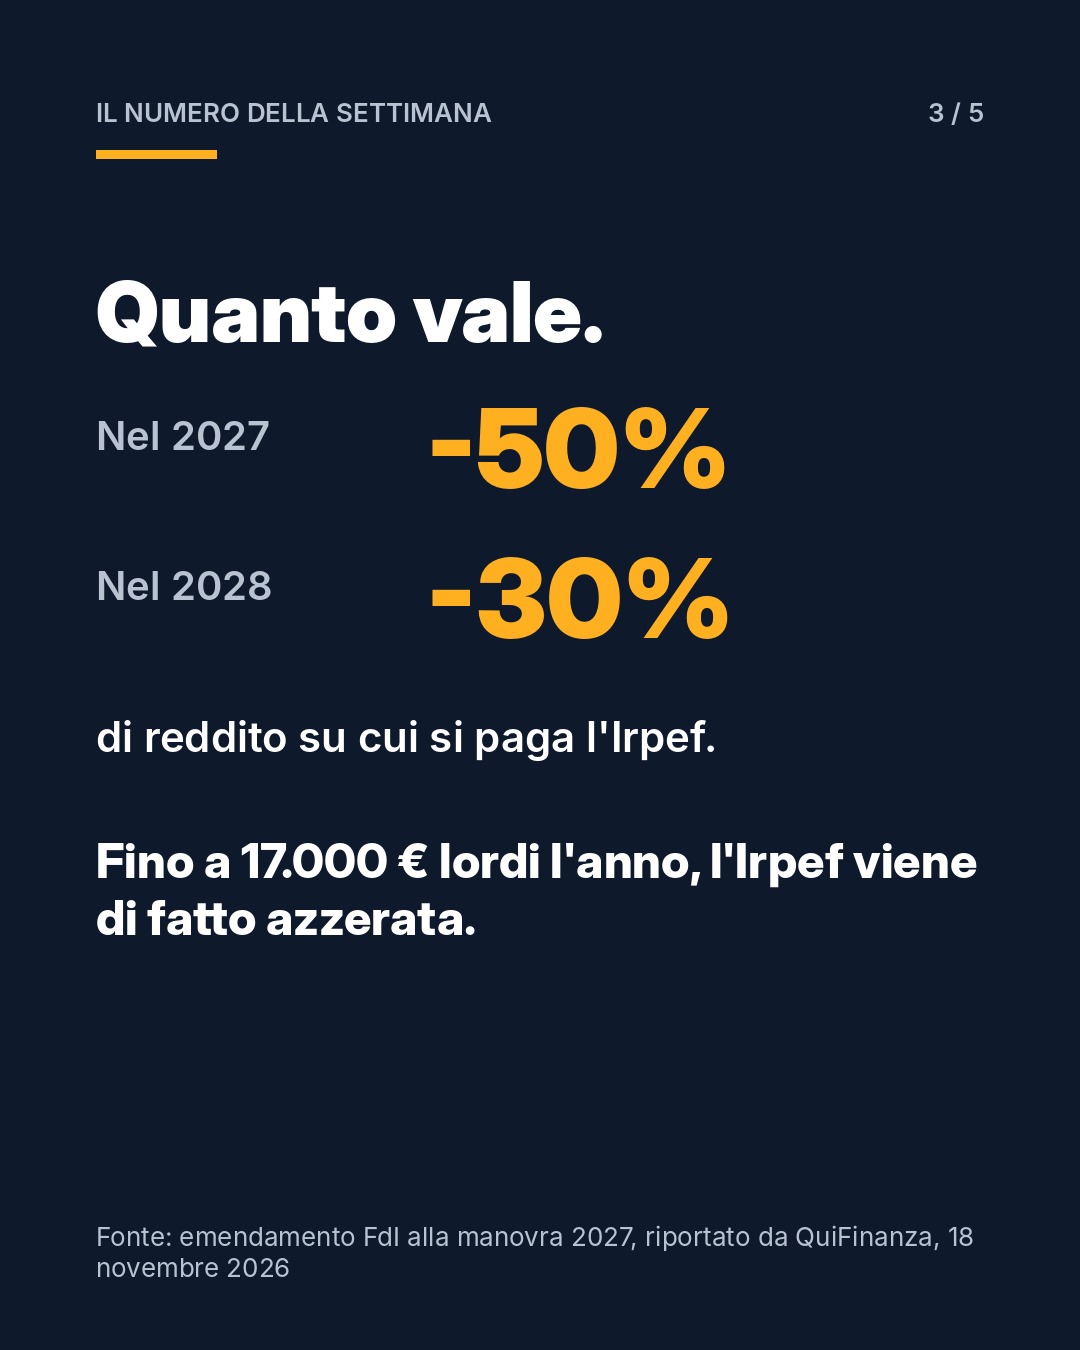 IL NUMERO DELLA SETTIMANA
3 / 5
Quanto vale.
Nel 2027
-50%
Nel 2028
-30%
di reddito su cui si paga l'Irpef.
Fino a 17.000 € lordi l'anno, l'Irpef viene
di fatto azzerata.
Fonte: emendamento FdI alla manovra 2027, riportato da QuiFinanza, 18
novembre 2026